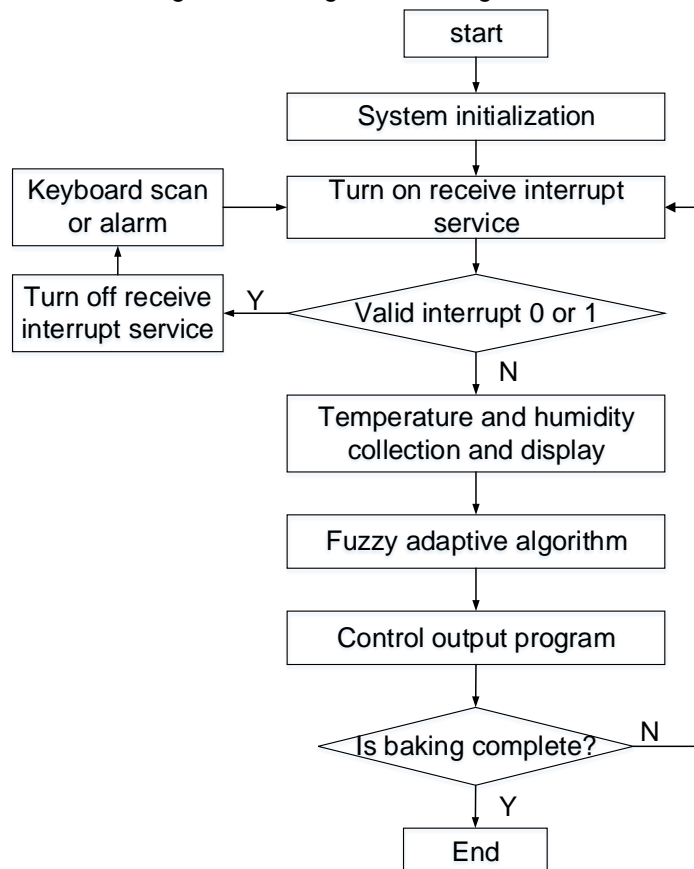 start
System initialization
Keyboard scan
or alarm
Turn on receive interrupt
service
Turn off receive
interrupt service
Y
Valid interrupt 0 or 1
N
Temperature and humidity
collection and display
Fuzzy adaptive algorithm
Control output program
Is baking complete?
N
Y
End